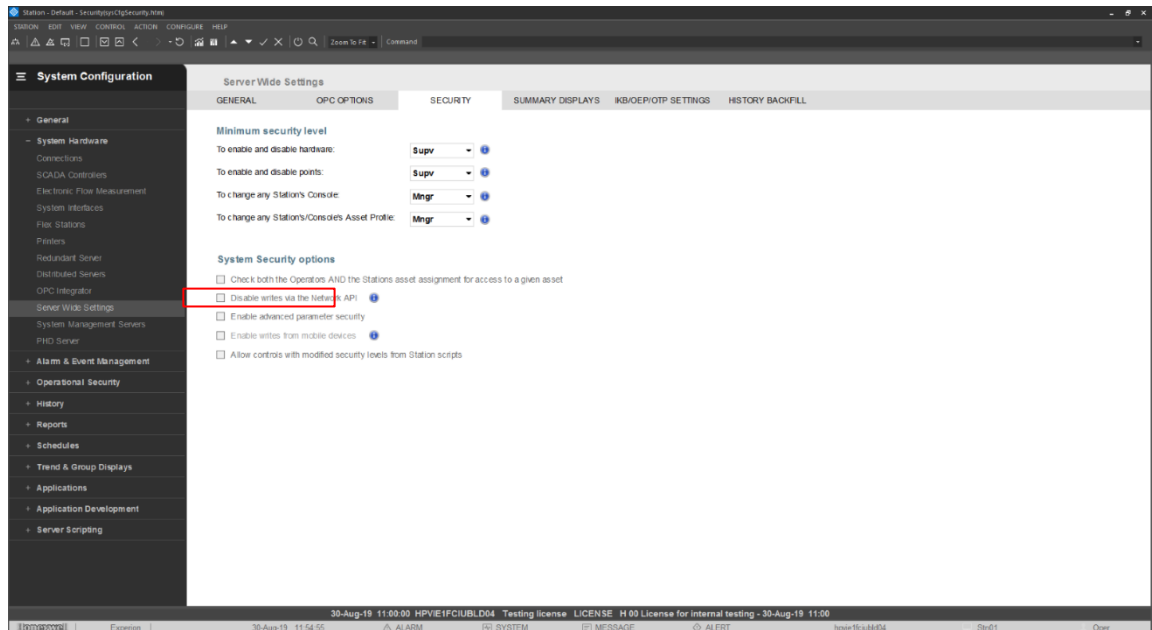 Station - Default - Security(sysCfgSecurity.htm)
STATION EDIT VIEW CONTROL ACTION CONFIGURE HELP
Zoom To Fit Command
System Configuration
Server Wide Settings
GENERAL OPC OPTIONS SECURITY SUMMARY DISPLAYS IKB/OEP/OTP SETTINGS HISTORY BACKFILL
+ General
- System Hardware
Connections
SCADA Controllers
Electronic Flow Measurement
System Interfaces
Flex Stations
Printers
Redundant Server
Distributed Servers
OPC Integrator
Server Wide Settings
System Management Servers
PHD Server
+ Alarm & Event Management
+ Operational Security
+ History
+ Reports
+ Schedules
+ Trend & Group Displays
+ Applications
+ Application Development
+ Server Scripting
Minimum security level
To enable and disable hardware: Supv
To enable and disable points: Supv
To change any Station's Console: Mngr
To change any Station's/Console's Asset Profile: Mngr
System Security options
Check both the Operators AND the Stations asset assignment for access to a given asset
Disable writes via the Network API
Enable advanced parameter security
Enable writes from mobile devices
Allow controls with modified security levels from Station scripts
30-Aug-19 11:00:00 HPVIE1FCIUBLD04 Testing license LICENSE H 00 License for internal testing - 30-Aug-19 11:00
Honeywell Experion 30-Aug-19 11:54:55 ALARM SYSTEM MESSAGE ALERT hpvie1fciubld04 Stn01 Oper